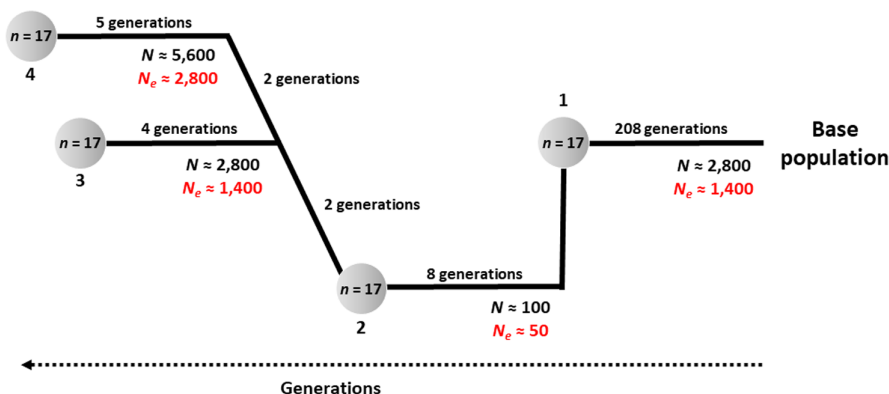 5 generations
n = 17
4
N ≈ 5,600
Ne ≈ 2,800
2 generations
4 generations
n = 17
3
N ≈ 2,800
Ne ≈ 1,400
2 generations
1
n = 17
208 generations
N ≈ 2,800
Ne ≈ 1,400
Base
population
n = 17
2
8 generations
N ≈ 100
Ne ≈ 50
Generations